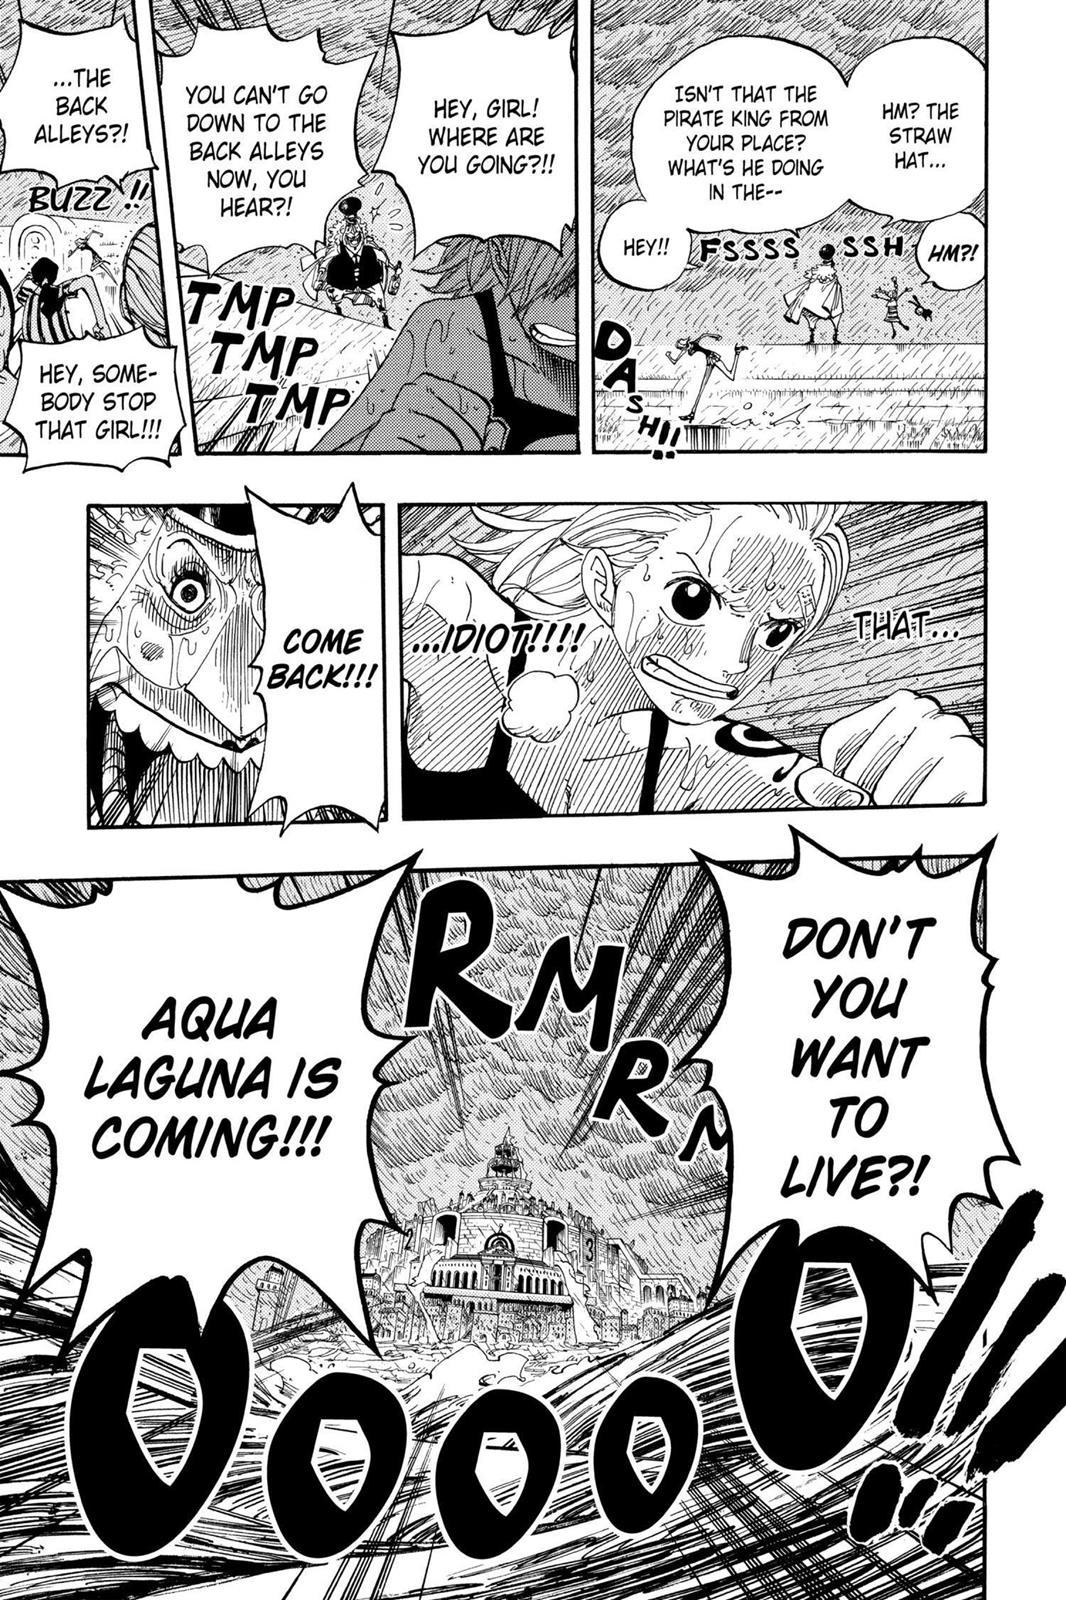 HM? THE
STRAW
HAT...
ISN'T THAT THE
PIRATE KING FROM
YOUR PLACE?
WHAT'S HE DOING
IN THE--
HM?!
HEY!!
FSSSS SSH
DASH!!
HEY, GIRL!
WHERE ARE
YOU GOING?!!
YOU CAN'T GO
DOWN TO THE
BACK ALLEYS
NOW, YOU
HEAR?!
TMP
TMP
TMP
...THE
BACK
ALLEYS?!
BUZZ!!
HEY, SOME-
BODY STOP
THAT GIRL!!!
THAT...
...IDIOT!!!!
COME
BACK!!!
DON'T
YOU
WANT
TO
LIVE?!
RMRM
2
3
AQUA
LAGUNA IS
COMING!!!
OOOOO!!!
!!!